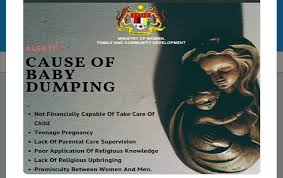 MINISTRY OF WOMEN,
FAMILY AND COMMUNITY DEVELOPMENT
CAUSE OF
BABY
DUMPING
Not Financially Capable Of Take Care Of
Child
Teenage Pregnancy
Lack Of Parental Care Supervision
Poor Application Of Religious Knowledge
Lack Of Religious Upbringing
Promiscuity Between Women And Men.